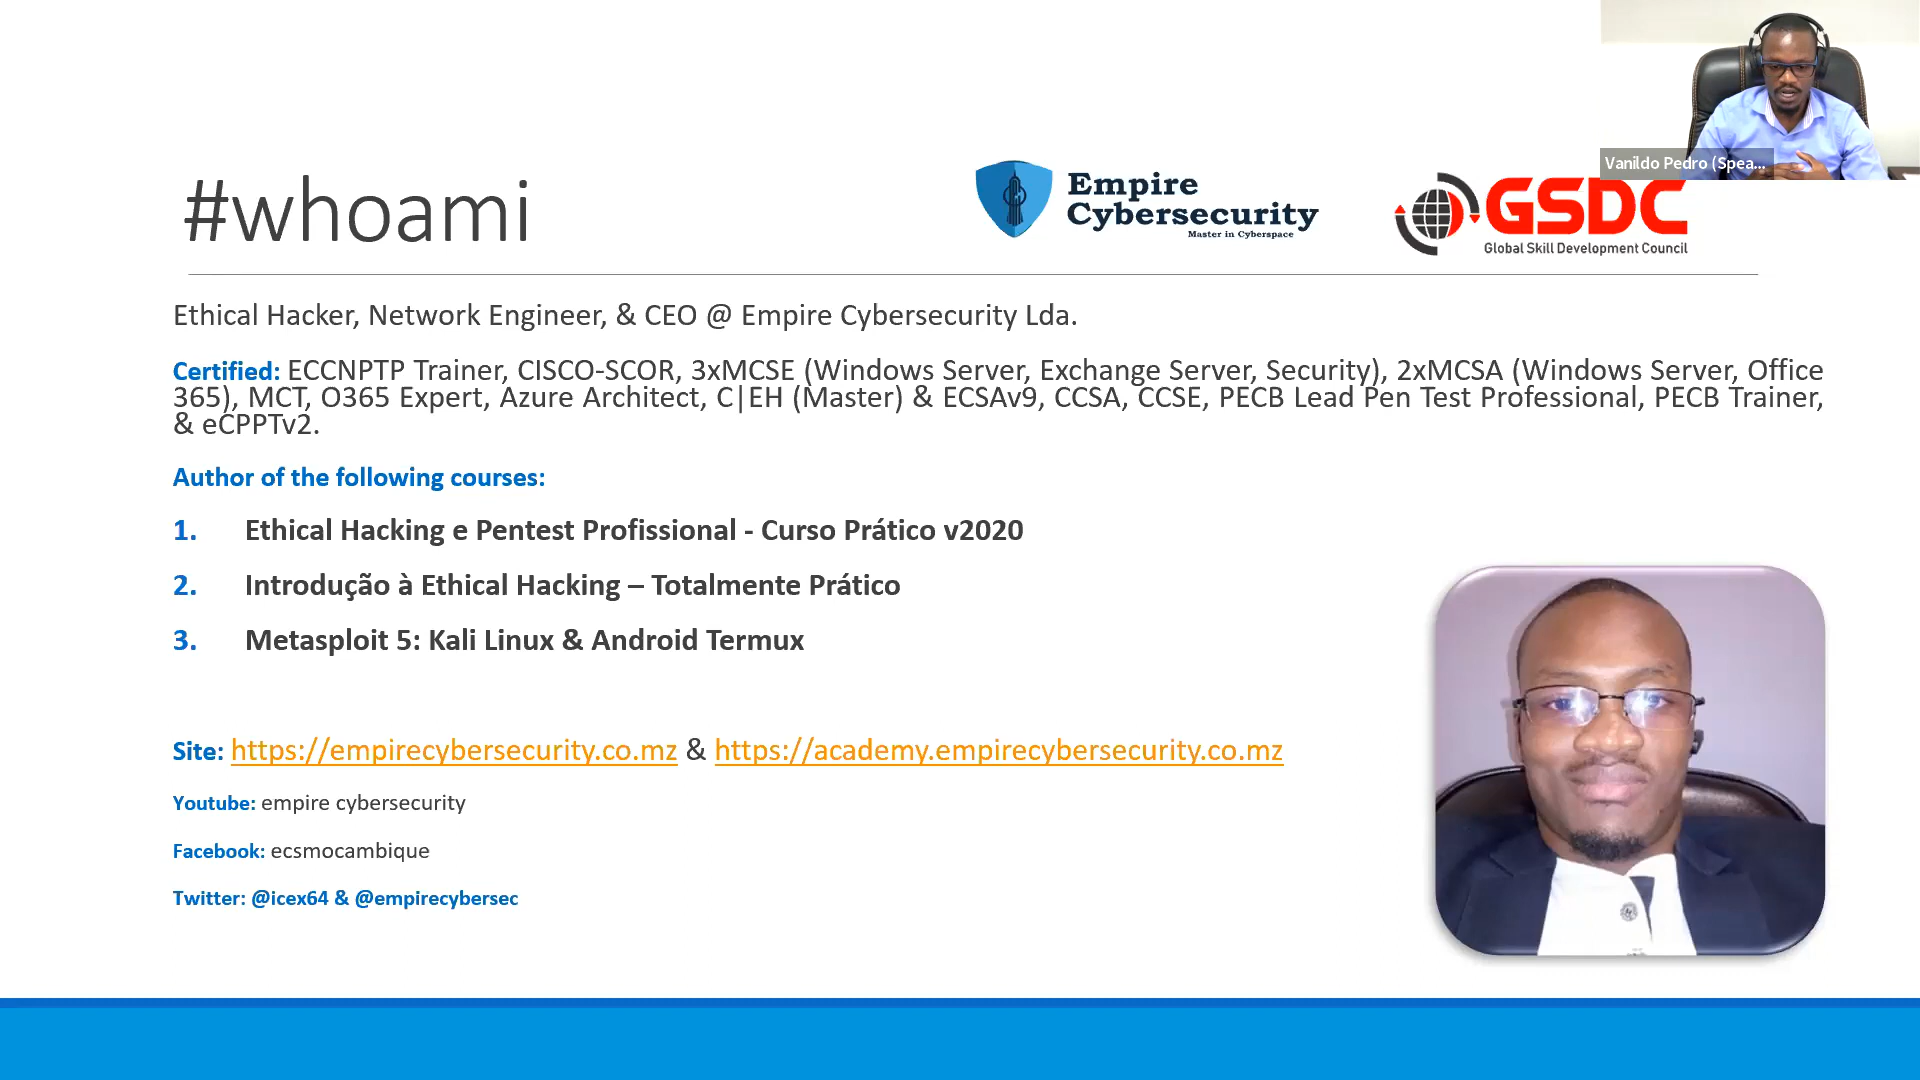 Vanildo Pedro (Spea...
#whoami
Empire
Cybersecurity
Master in Cyberspace
GSDC
Global Skill Development Council
Ethical Hacker, Network Engineer, & CEO @ Empire Cybersecurity Lda.
Certified: ECCNPTP Trainer, CISCO-SCOR, 3xMCSE (Windows Server, Exchange Server, Security), 2xMCSA (Windows Server, Office
365), MCT, O365 Expert, Azure Architect, C|EH (Master) & ECSAv9, CCSA, CCSE, PECB Lead Pen Test Professional, PECB Trainer,
& eCPPTv2.
Author of the following courses:
1. Ethical Hacking e Pentest Profissional - Curso Prático v2020
2. Introdução à Ethical Hacking – Totalmente Prático
3. Metasploit 5: Kali Linux & Android Termux
Site: https://empirecybersecurity.co.mz & https://academy.empirecybersecurity.co.mz
Youtube: empire cybersecurity
Facebook: ecsmocambique
Twitter: @icex64 & @empirecybersec